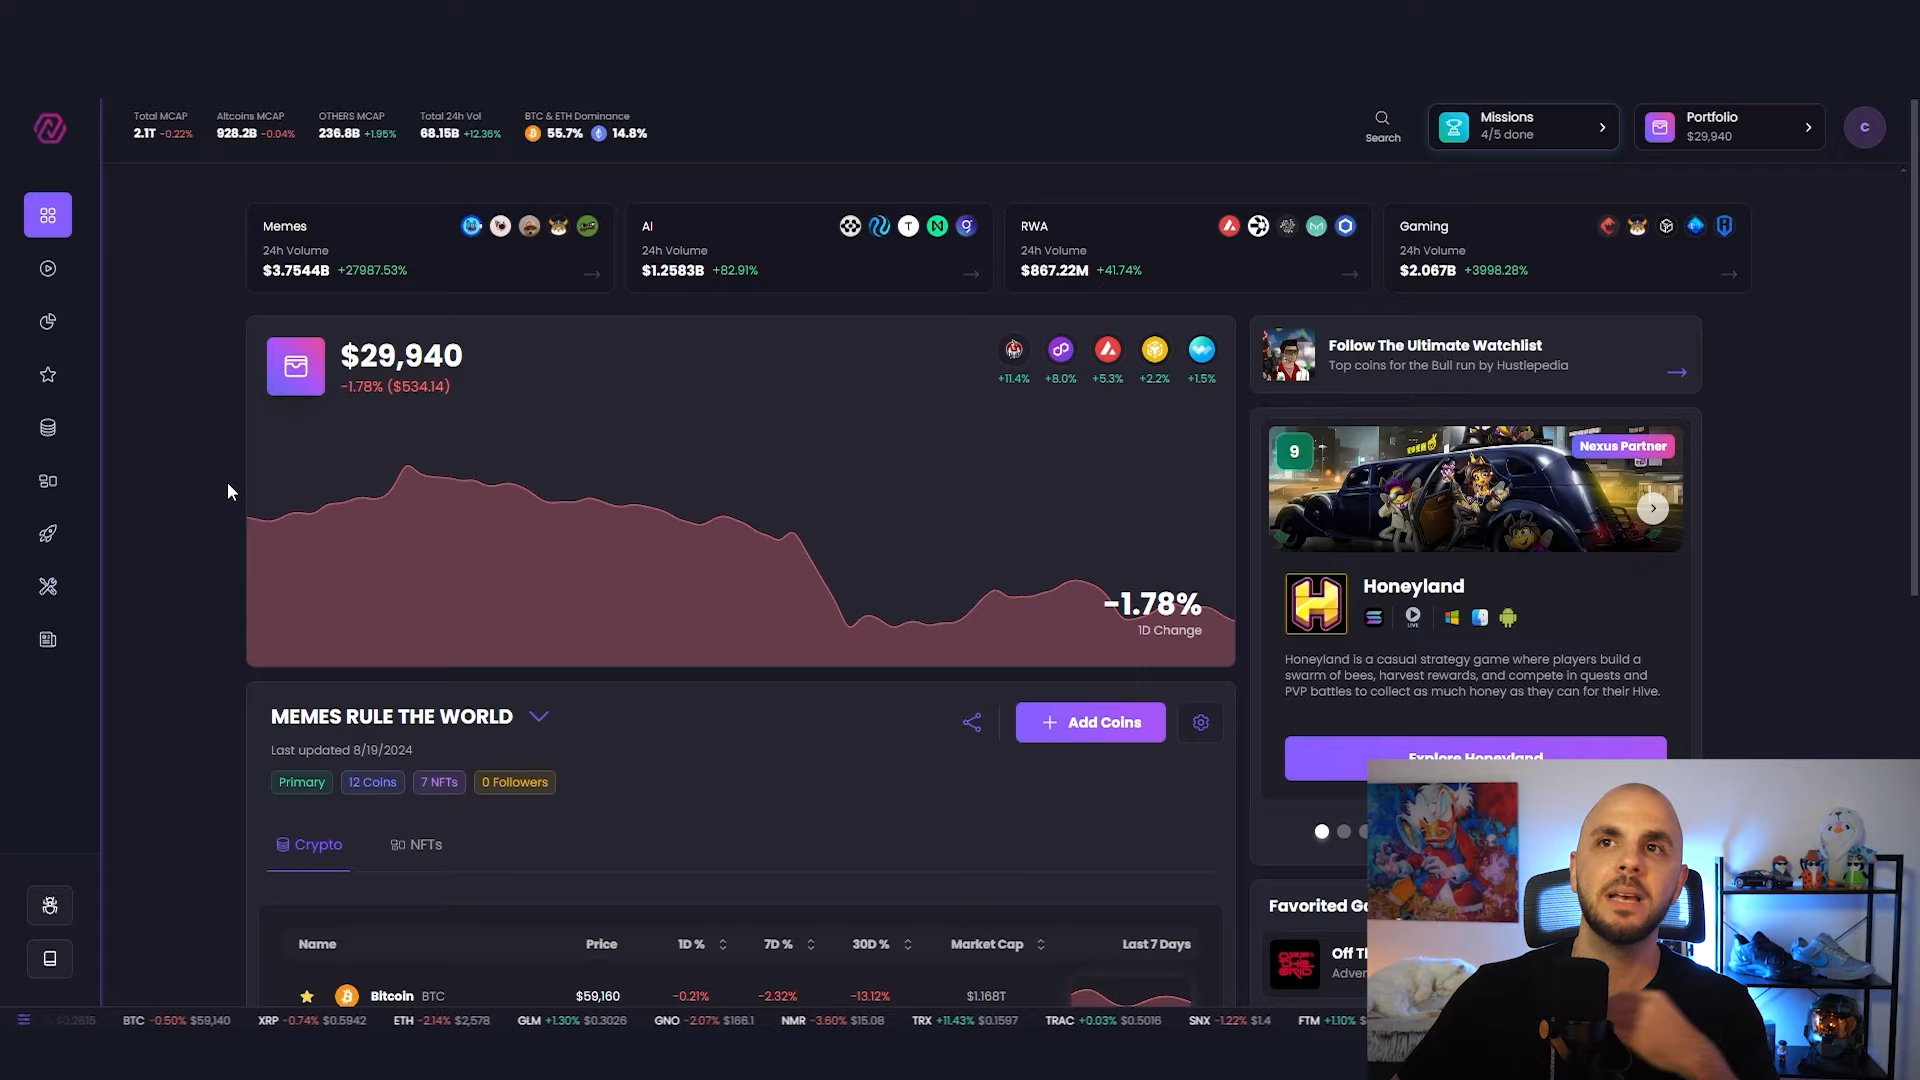 Total MCAP
2.1T -0.22%
Altcoins MCAP
928.2B -0.04%
OTHERS MCAP
236.8B +1.95%
Total 24h Vol
68.15B +12.36%
BTC & ETH Dominance
55.7% 14.8%
Search
Missions
4/5 done
Portfolio
$29,940
C
Memes
24h Volume
$3.7544B +27987.53%
AI
24h Volume
$1.2583B +82.91%
RWA
24h Volume
$867.22M +41.74%
Gaming
24h Volume
$2.067B +3998.28%
$29,940
-1.78% ($534.14)
+11.4% +8.0% +5.3% +2.2% +1.5%
-1.78%
1D Change
Follow The Ultimate Watchlist
Top coins for the Bull run by Hustlepedia
9
Nexus Partner
Honeyland
LIVE
Honeyland is a casual strategy game where players build a
swarm of bees, harvest rewards, and compete in quests and
PVP battles to collect as much honey as they can for their Hive.
Explore Honeyland
MEMES RULE THE WORLD
Add Coins
Last updated 8/19/2024
Primary 12 Coins 7 NFTs 0 Followers
Crypto NFTs
Name Price 1D % 7D % 30D % Market Cap Last 7 Days
Bitcoin BTC $59,160 -0.21% -2.32% -13.12% $1.168T
Favorited
OFF THE GRID
Off
$0.2615 BTC -0.50% $59,140 XRP -0.74% $0.5942 ETH -2.14% $2,578 GLM +1.30% $0.3026 GNO -2.07% $166.1 NMR -3.60% $15.08 TRX +11.43% $0.1597 TRAC +0.03% $0.5016 SNX -1.22% $1.4 FTM +1.10% $